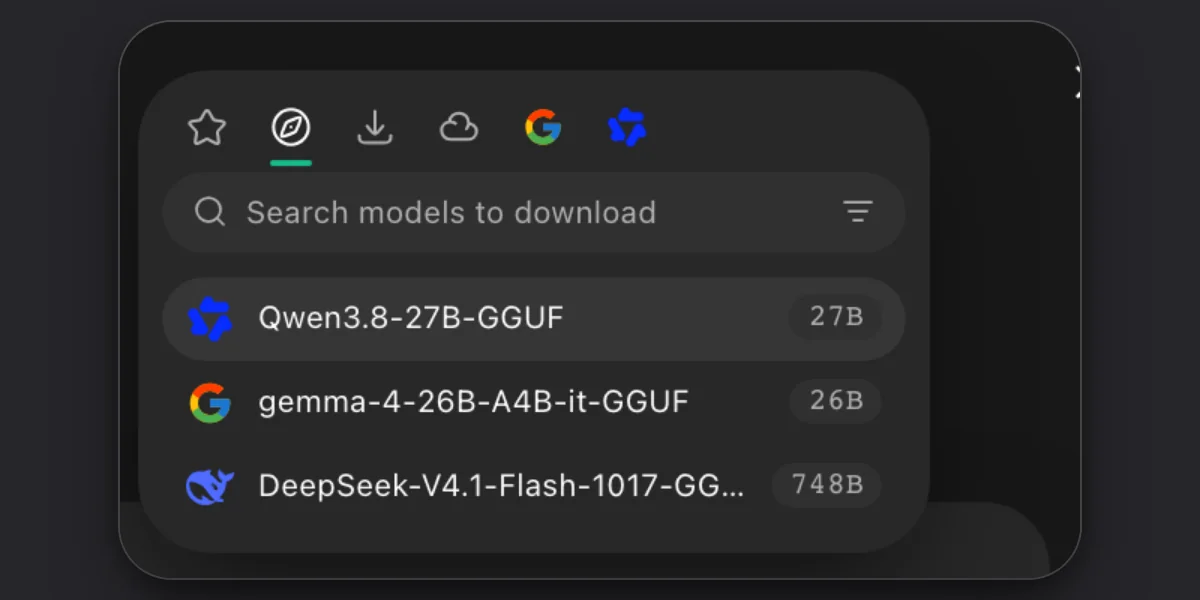 Search models to download
Qwen3.8-27B-GGUF 27B
gemma-4-26B-A4B-it-GGUF 26B
DeepSeek-V4.1-Flash-1017-GG... 748B